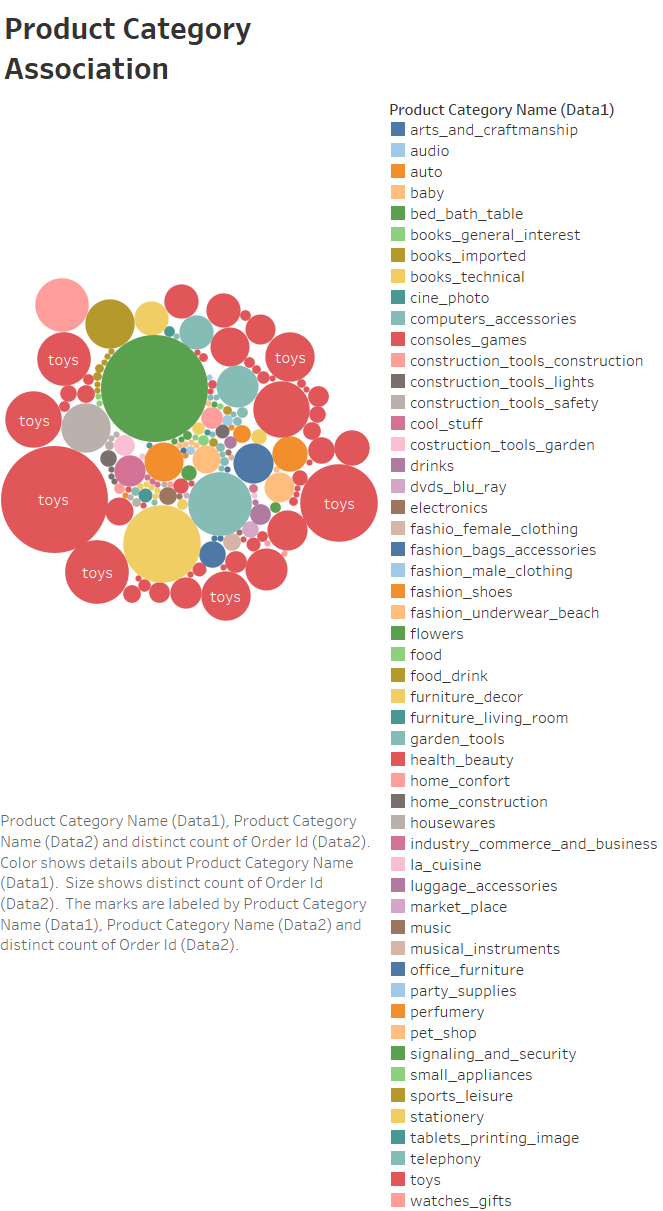 Product Category
Association
Product Category Name (Data1)
arts_and_craftmanship
audio
auto
baby
bed_bath_table
books_general_interest
books_imported
books_technical
cine_photo
computers_accessories
consoles_games
construction_tools_construction
construction_tools_lights
construction_tools_safety
cool_stuff
costruction_tools_garden
drinks
dvds_blu_ray
electronics
fashio_female_clothing
fashion_bags_accessories
fashion_male_clothing
fashion_shoes
fashion_underwear_beach
flowers
food
food_drink
furniture_decor
furniture_living_room
garden_tools
health_beauty
home_confort
home_construction
housewares
industry_commerce_and_business
la_cuisine
luggage_accessories
market_place
music
musical_instruments
office_furniture
party_supplies
perfumery
pet_shop
signaling_and_security
small_appliances
sports_leisure
stationery
tablets_printing_image
telephony
toys
watches_gifts
toys
toys
toys
toys
toys
toys
toys
Product Category Name (Data1), Product Category
Name (Data2) and distinct count of Order Id (Data2).
Color shows details about Product Category Name
(Data1).  Size shows distinct count of Order Id
(Data2).  The marks are labeled by Product Category
Name (Data1), Product Category Name (Data2) and
distinct count of Order Id (Data2).